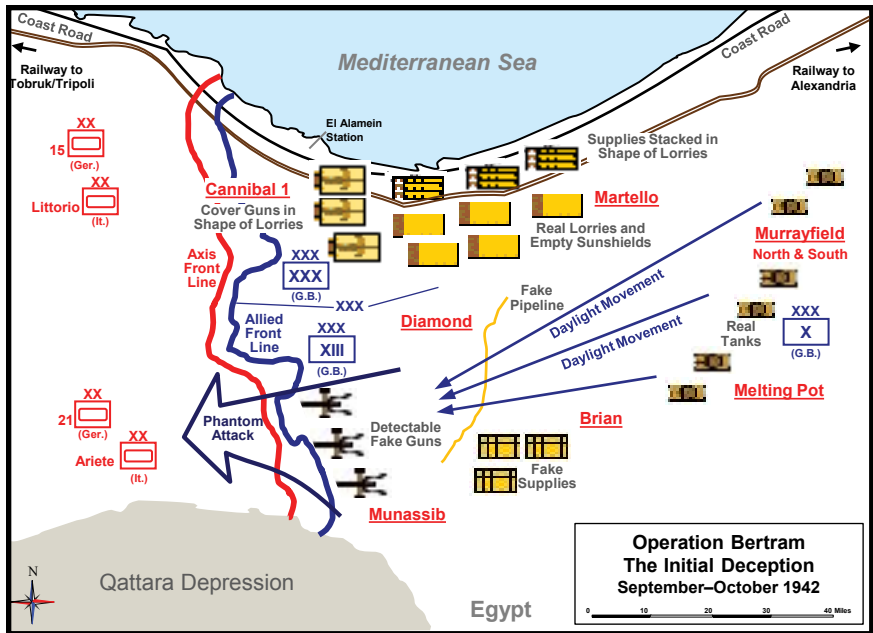 Coast Road
Railway to
Tobruk/Tripoli
Mediterranean Sea
Coast Road
Railway to
Alexandria
El Alamein
Station
Supplies Stacked in
Shape of Lorries
XX
15
(Ger.)
XX
Littorio
(It.)
Cannibal 1
Cover Guns in
Shape of Lorries
Martello
Real Lorries and
Empty Sunshields
Murrayfield
North & South
Axis
Front
Line
XXX
XXX
(G.B.)
XXX
Allied
Front
Line
XXX
XIII
(G.B.)
Diamond
Fake
Pipeline
Daylight Movement
Daylight Movement
Real
Tanks
XXX
X
(G.B.)
Melting Pot
XX
21
(Ger.)
XX
Ariete
(It.)
Phantom
Attack
Detectable
Fake Guns
Brian
Fake
Supplies
Munassib
Qattara Depression
Egypt
N
Operation Bertram
The Initial Deception
September–October 1942
0 10 20 30 40 Miles